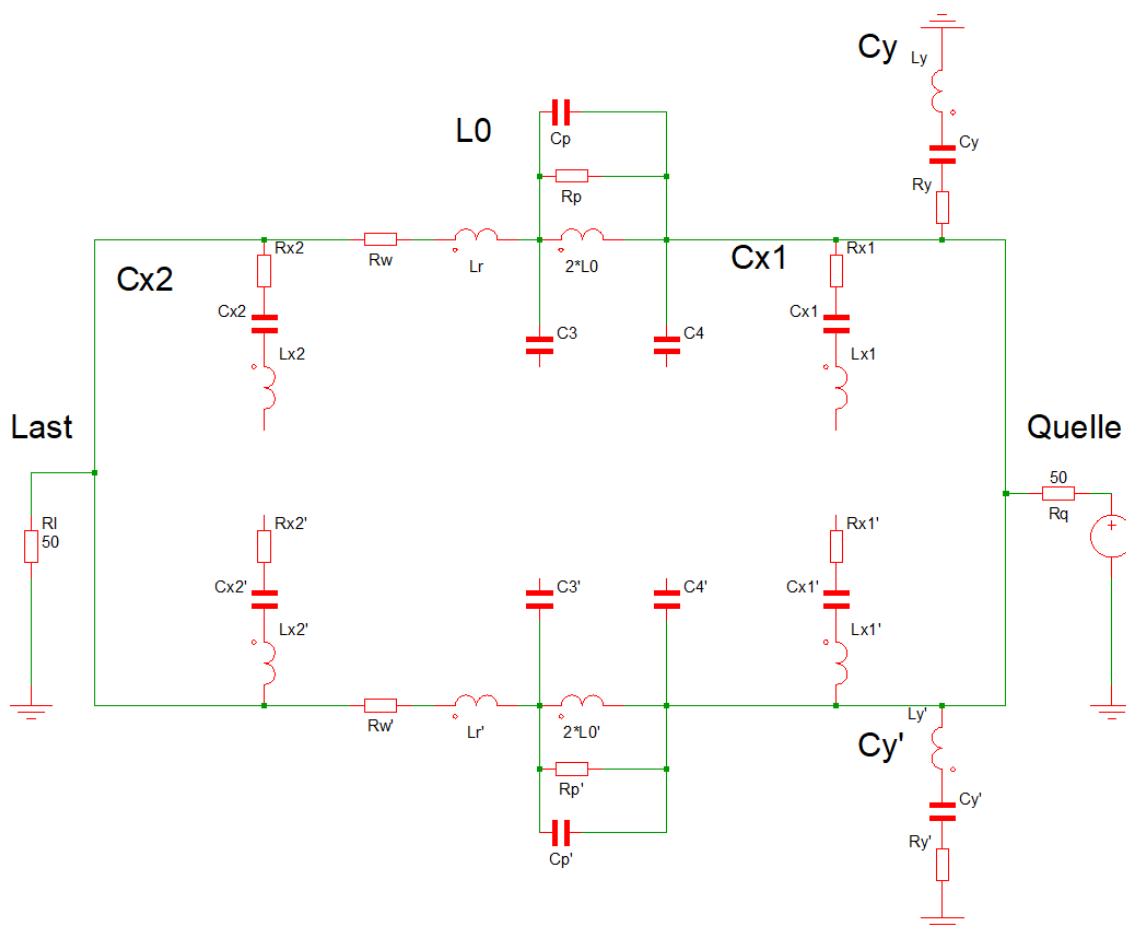 Cy
Ly
Cy
Ry
L0
Cp
Rp
Rx2
Rw
Lr
2*L0
Cx1
Rx1
Cx2
Cx2
Lx2
C3
C4
Cx1
Lx1
Last
Quelle
Rl
50
50
Rq
Rx2'
Cx2'
Lx2'
C3'
C4'
Rx1'
Cx1'
Lx1'
Rw'
Lr'
2*L0'
Ly'
Cy'
Rp'
Cp'
Cy'
Ry'